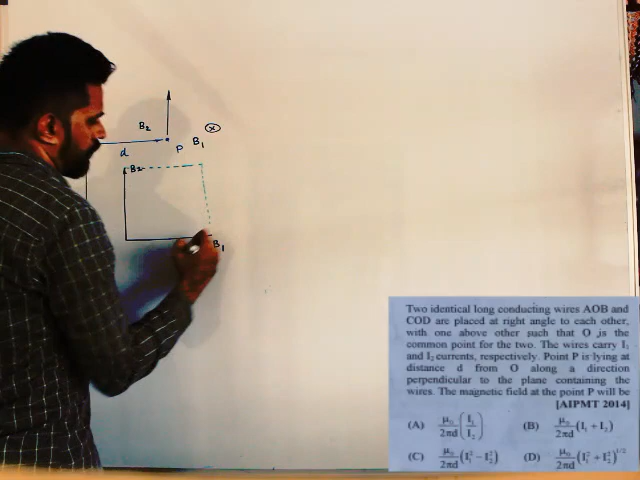 B₂
B₁
ⓧ
d
P
B₂
B₁
Two identical long conducting wires AOB and
COD are placed at right angle to each other,
with one above other such that O is the
common point for the two. The wires carry I₁
and I₂ currents, respectively. Point P is lying at
distance d from O along a direction
perpendicular to the plane containing the
wires. The magnetic field at the point P will be
[AIPMT 2014]
(A) μ₀/2πd (I₁/I₂) (B) μ₀/2πd (I₁ + I₂)
(C) μ₀/2πd (I₁² − I₂²) (D) μ₀/2πd (I₁² + I₂²)^1/2